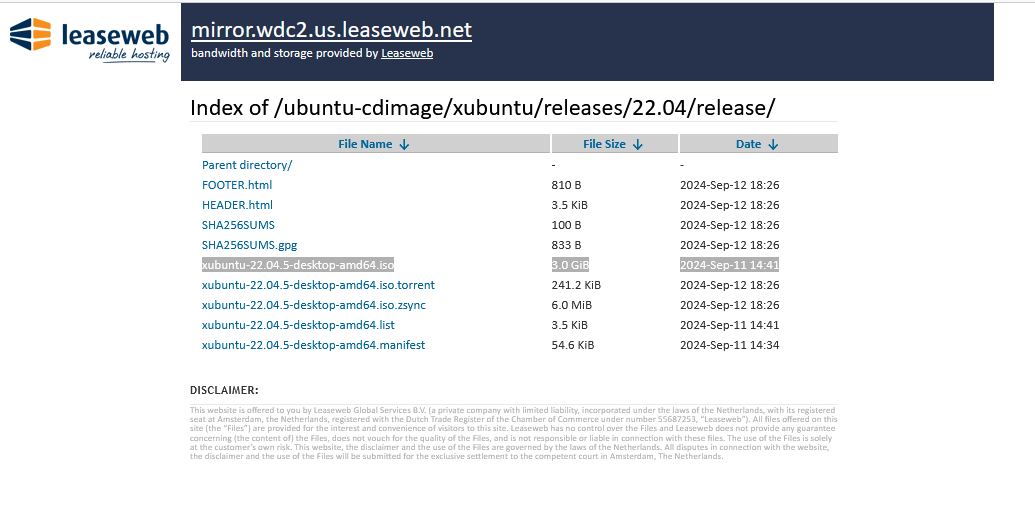 leaseweb
reliable hosting
mirror.wdc2.us.leaseweb.net
bandwidth and storage provided by Leaseweb
Index of /ubuntu-cdimage/xubuntu/releases/22.04/release/
File Name ↓ File Size ↓ Date ↓
Parent directory/ - -
FOOTER.html 810 B 2024-Sep-12 18:26
HEADER.html 3.5 KiB 2024-Sep-12 18:26
SHA256SUMS 100 B 2024-Sep-12 18:26
SHA256SUMS.gpg 833 B 2024-Sep-12 18:26
xubuntu-22.04.5-desktop-amd64.iso 3.0 GiB 2024-Sep-11 14:41
xubuntu-22.04.5-desktop-amd64.iso.torrent 241.2 KiB 2024-Sep-12 18:26
xubuntu-22.04.5-desktop-amd64.iso.zsync 6.0 MiB 2024-Sep-12 18:26
xubuntu-22.04.5-desktop-amd64.list 3.5 KiB 2024-Sep-11 14:41
xubuntu-22.04.5-desktop-amd64.manifest 54.6 KiB 2024-Sep-11 14:34
DISCLAIMER:
This website is offered to you by Leaseweb Global Services B.V. (a private company with limited liability, incorporated under the laws of the Netherlands, with its registered
seat at Amsterdam, the Netherlands, registered with the Dutch Trade Register of the Chamber of Commerce under number 55687253, “Leaseweb”). All files offered on this
site (the “Files”) are provided for the interest and convenience of visitors to this site. Leaseweb has no control over the Files and Leaseweb does not provide any guarantee
concerning (the content of) the Files, does not vouch for the quality of the Files, and is not responsible or liable in connection with these files. The use of the Files is solely
at the customer's own risk. This website, the disclaimer and the use of the Files are governed by the laws of the Netherlands. All disputes in connection with the website,
the disclaimer and the use of the Files will be submitted for the exclusive settlement to the competent court in Amsterdam, The Netherlands.